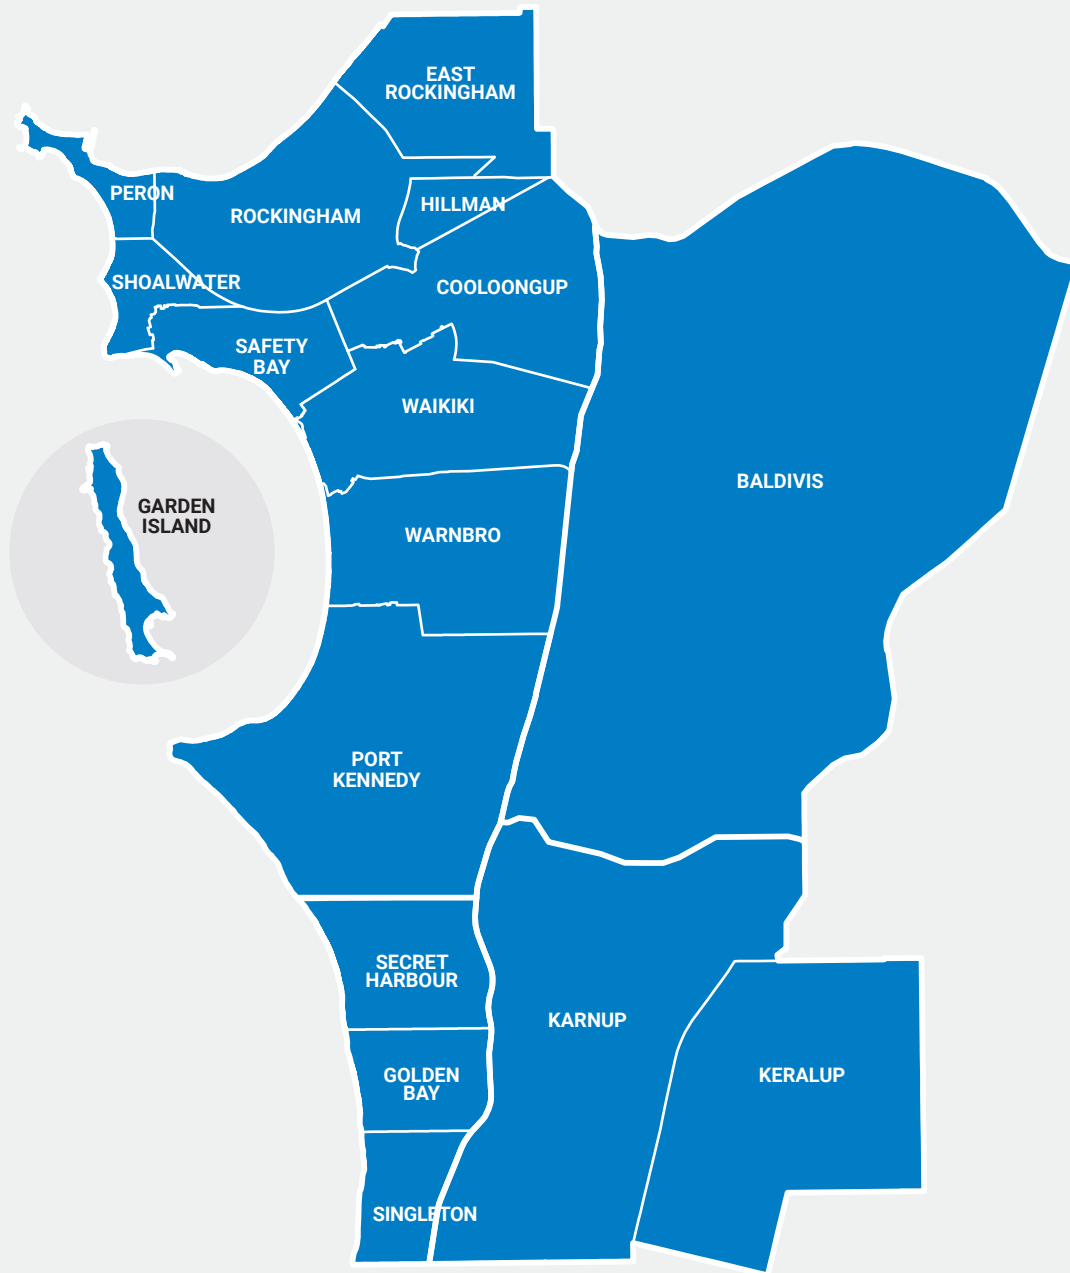 EAST
ROCKINGHAM
PERON
ROCKINGHAM
HILLMAN
SHOALWATER
COOLOONGUP
SAFETY
BAY
WAIKIKI
BALDIVIS
GARDEN
ISLAND
WARNBRO
PORT
KENNEDY
SECRET
HARBOUR
KARNUP
GOLDEN
BAY
KERALUP
SINGLETON